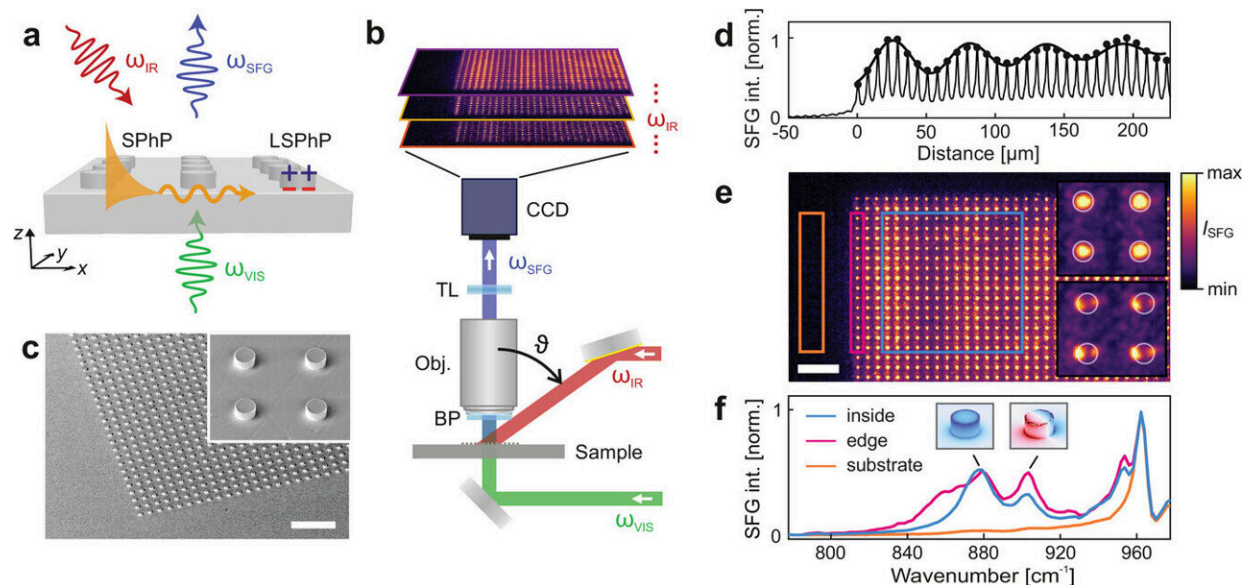 a
ω_IR
ω_SFG
SPhP
LSPhP
++
z
y
x
ω_VIS
b
ω_IR
CCD
ω_SFG
TL
Obj.
ϑ
ω_IR
BP
Sample
ω_VIS
c
d
SFG int. [norm.]
1
0
-50
0
50
100
150
200
Distance [μm]
e
max
I_SFG
min
f
SFG int. [norm.]
1
0
inside
edge
substrate
800
840
880
920
960
Wavenumber [cm⁻¹]